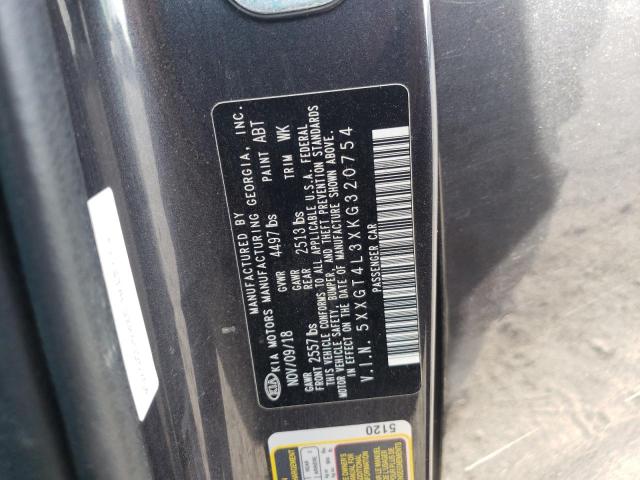 MANUFACTURED BY
KIA KIA MOTORS MANUFACTURING GEORGIA, INC.
NOV/09/18 GVWR 4497 lbs PAINT ABT
GAWR FRONT 2557 lbs GAWR REAR 2513 lbs TRIM WK
THIS VEHICLE CONFORMS TO ALL APPLICABLE U.S.A. FEDERAL
MOTOR VEHICLE SAFETY, BUMPER, AND THEFT PREVENTION STANDARDS
IN EFFECT ON THE DATE OF MANUFACTURE SHOWN ABOVE.
V.I.N. 5XXGT4L3XKG320754
PASSENGER CAR
5120